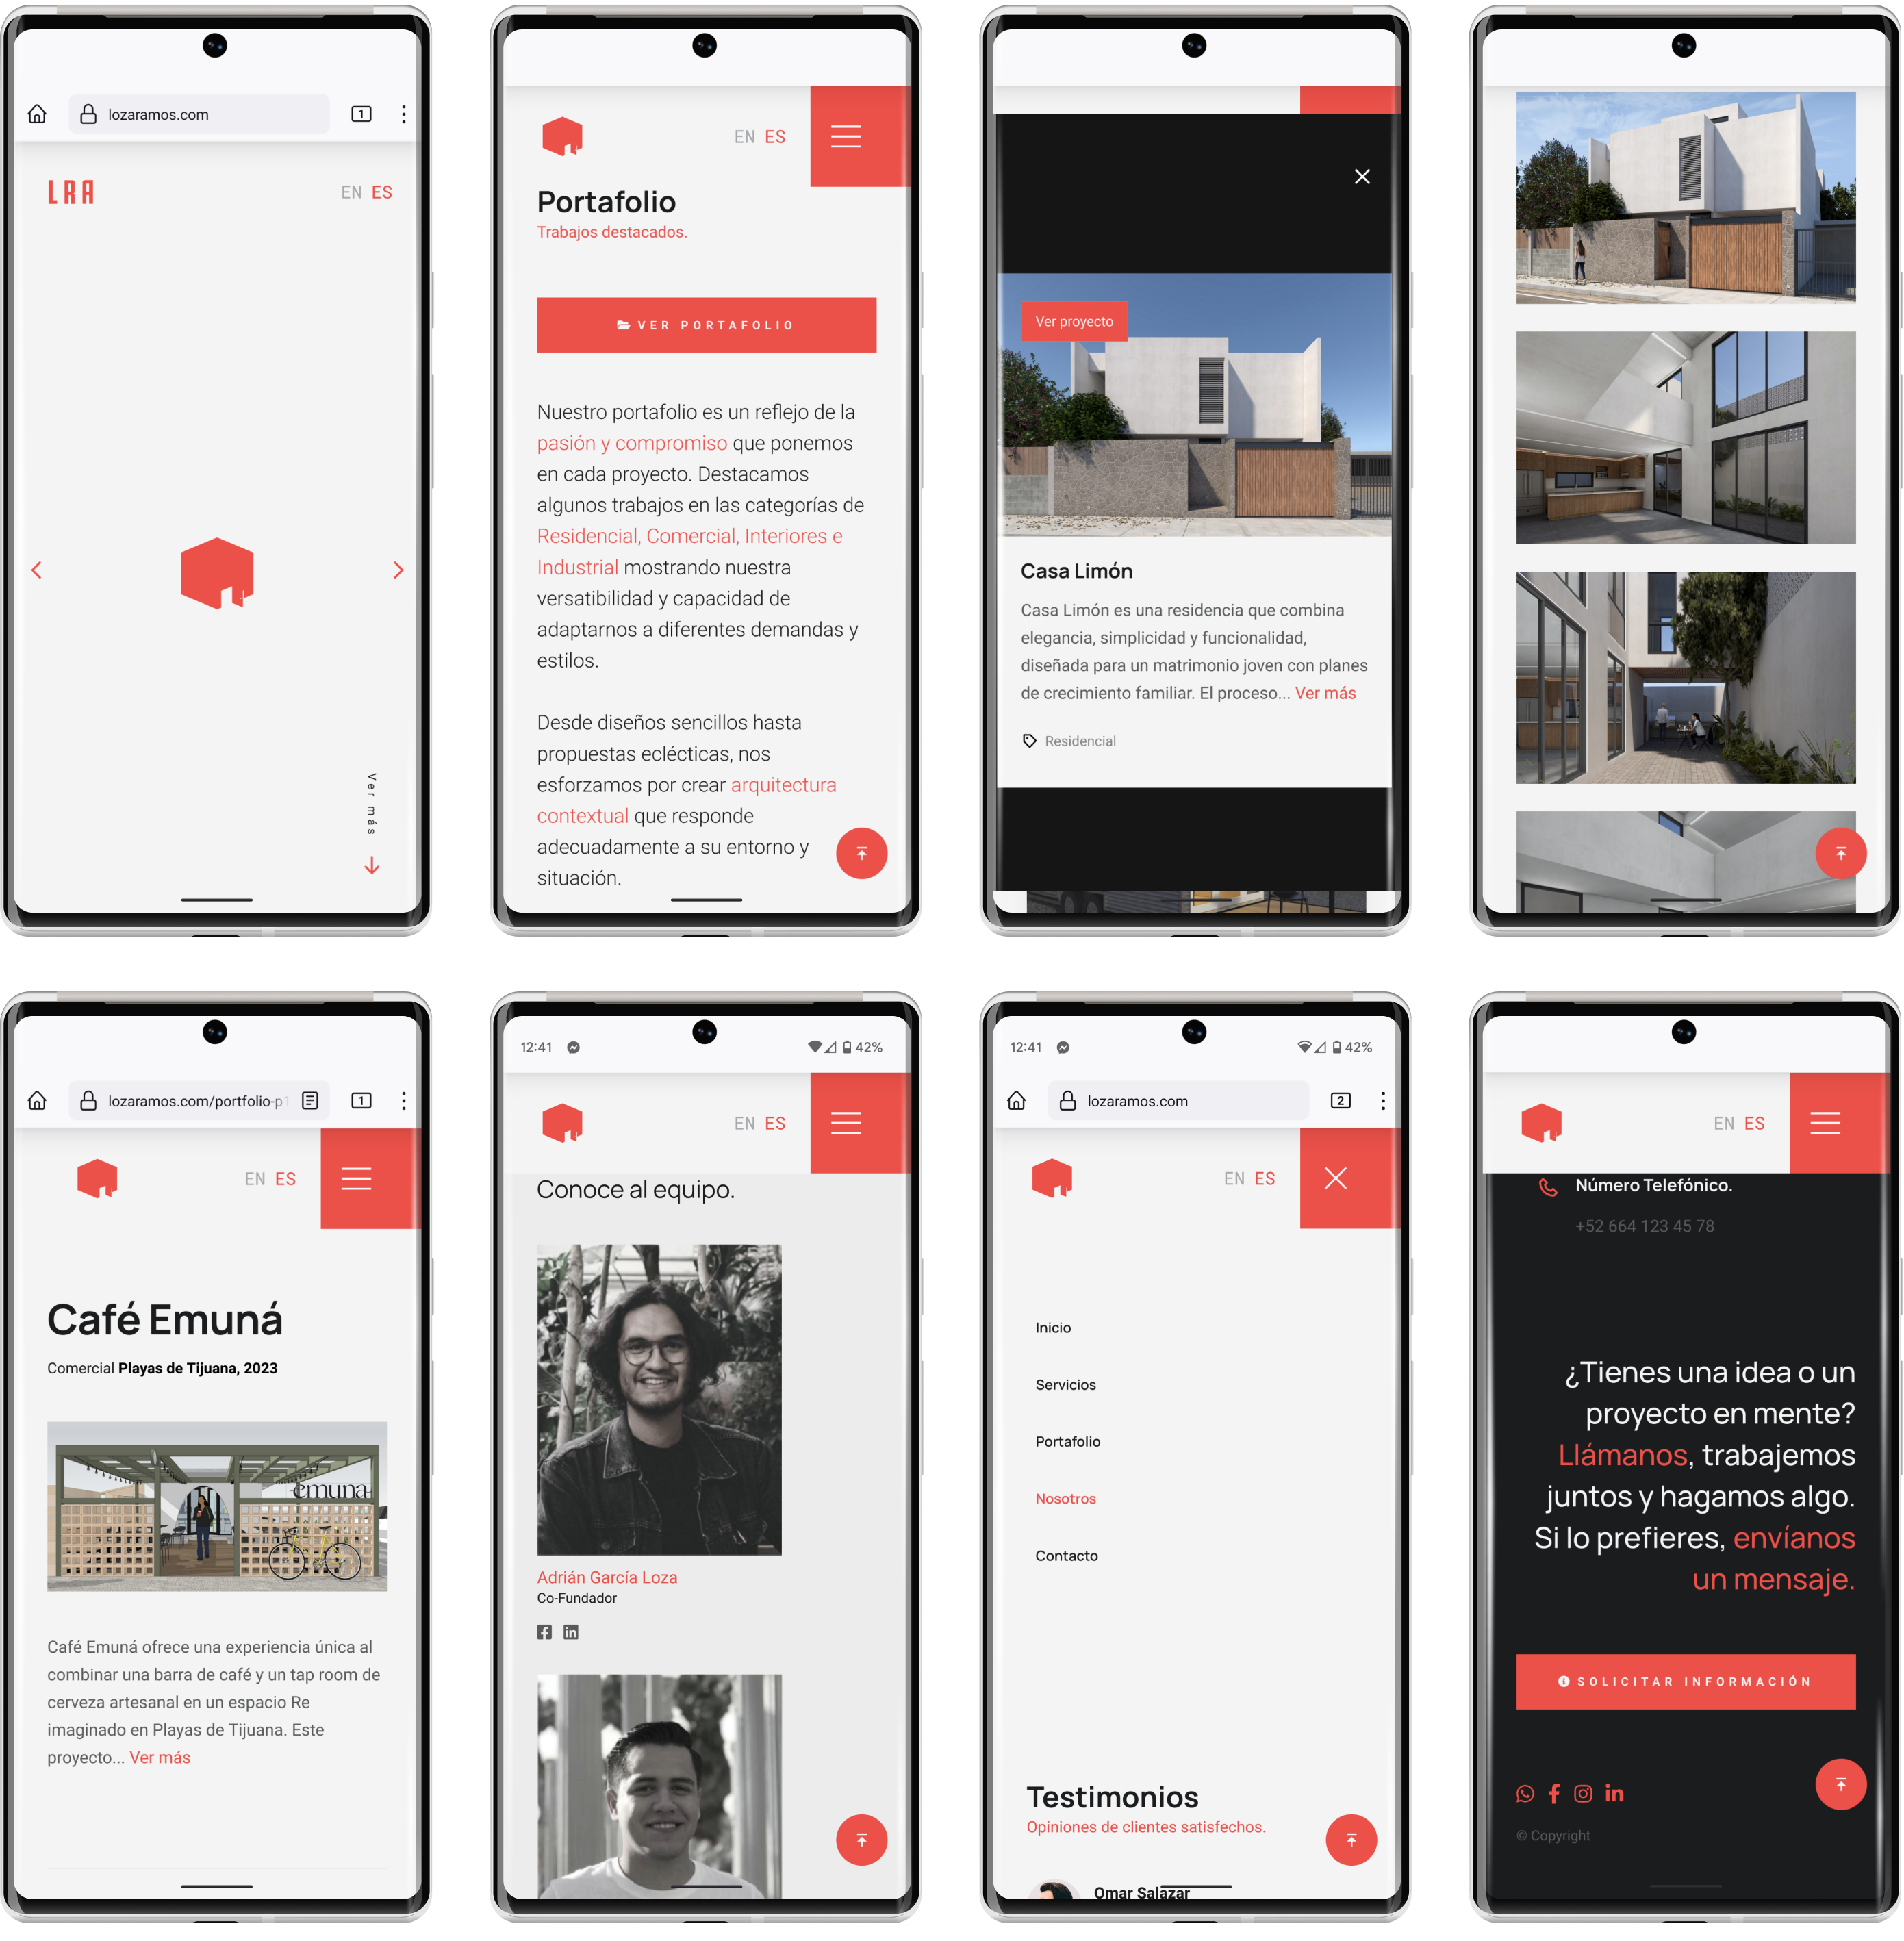 lozaramos.com
1
LRA
EN ES
Ver más
EN ES
Portafolio
Trabajos destacados.
VER PORTAFOLIO
Nuestro portafolio es un reflejo de la
pasión y compromiso que ponemos
en cada proyecto. Destacamos
algunos trabajos en las categorías de
Residencial, Comercial, Interiores e
Industrial mostrando nuestra
versatibilidad y capacidad de
adaptarnos a diferentes demandas y
estilos.
Desde diseños sencillos hasta
propuestas eclécticas, nos
esforzamos por crear arquitectura
contextual que responde
adecuadamente a su entorno y
situación.
Ver proyecto
Casa Limón
Casa Limón es una residencia que combina
elegancia, simplicidad y funcionalidad,
diseñada para un matrimonio joven con planes
de crecimiento familiar. El proceso... Ver más
Residencial
lozaramos.com/portfolio-p1
1
EN ES
Café Emuná
Comercial Playas de Tijuana, 2023
emuna
Café Emuná ofrece una experiencia única al
combinar una barra de café y un tap room de
cerveza artesanal en un espacio Re
imaginado en Playas de Tijuana. Este
proyecto... Ver más
12:41 42%
EN ES
Conoce al equipo.
Adrián García Loza
Co-Fundador
12:41 42%
lozaramos.com
2
EN ES
Inicio
Servicios
Portafolio
Nosotros
Contacto
Testimonios
Opiniones de clientes satisfechos.
Omar Salazar
EN ES
Número Telefónico.
+52 664 123 45 78
¿Tienes una idea o un
proyecto en mente?
Llámanos, trabajemos
juntos y hagamos algo.
Si lo prefieres, envíanos
un mensaje.
SOLICITAR INFORMACIÓN
© Copyright